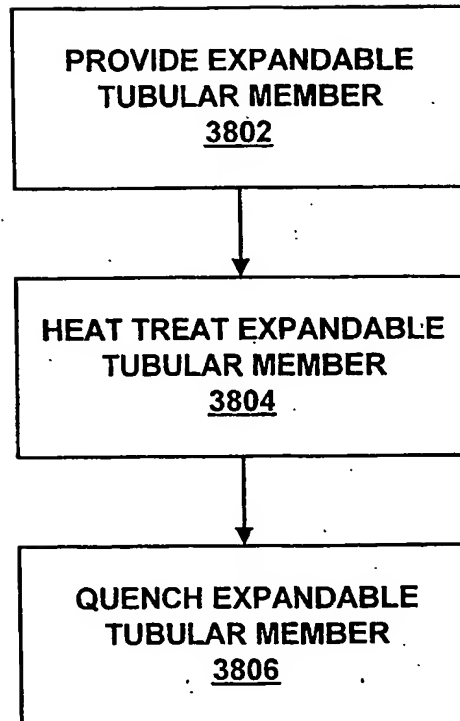 PROVIDE EXPANDABLE
TUBULAR MEMBER
3802
HEAT TREAT EXPANDABLE
TUBULAR MEMBER
3804
QUENCH EXPANDABLE
TUBULAR MEMBER
3806